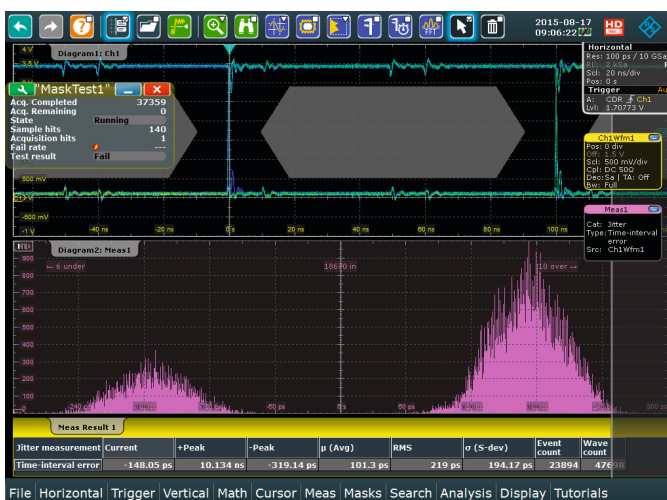 2015-08-17
09:06:22
HD
FFT
4 V
Diagram1: Ch1
3.5 V
"MaskTest1"
Acq. Completed 37359
Acq. Remaining 0
State Running
Sample hits 140
Acquisition hits 1
Fail rate ---
Test result Fail
500 mV
-500 mV
-1 V
-40 ns -20 ns 0 s 20 ns 40 ns 60 ns 80 ns 100 ns
Horizontal
Res: 100 ps / 10 GSa
Scl: 20 ns/div
Pos: 0 s
Trigger Au
A: CDR Ch1
Lvl: 1.70773 V
Ch1Wfm1
Pos: 0 div
Off: 1.5 V
Scl: 500 mV/div
Cpl: DC 50Ω
Dec:Sa | TA: Off
Bw: Full
Meas1
Cat: Jitter
Type:Time-interval
error
Src: Ch1Wfm1
Diagram2: Meas1
← 6 under
in
10 over →
900
800
700
600
500
400
300
200
100
-60 ps 0 s 60 ps 300 ps
Meas Result 1
Jitter measurement Current +Peak -Peak µ (Avg) RMS σ (S-dev) Event count Wave count
Time-interval error -148.05 ps 10.134 ns -319.14 ps 101.3 ps 219 ps 194.17 ps 23894 47698
File Horizontal Trigger Vertical Math Cursor Meas Masks Search Analysis Display Tutorials